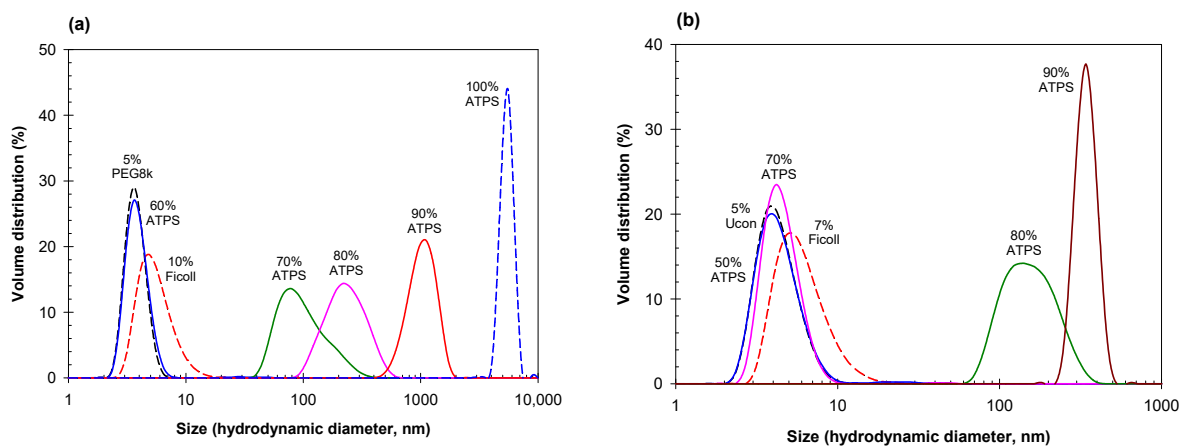 (a)
50
40
30
20
10
0
Volume distribution (%)
5%
PEG8k
60%
ATPS
10%
Ficoll
70%
ATPS
80%
ATPS
90%
ATPS
100%
ATPS
1
10
100
1000
10,000
Size (hydrodynamic diameter, nm)
(b)
40
30
20
10
0
Volume distribution (%)
70%
ATPS
5%
Ucon
50%
ATPS
7%
Ficoll
80%
ATPS
90%
ATPS
1
10
100
1000
Size (hydrodynamic diameter, nm)